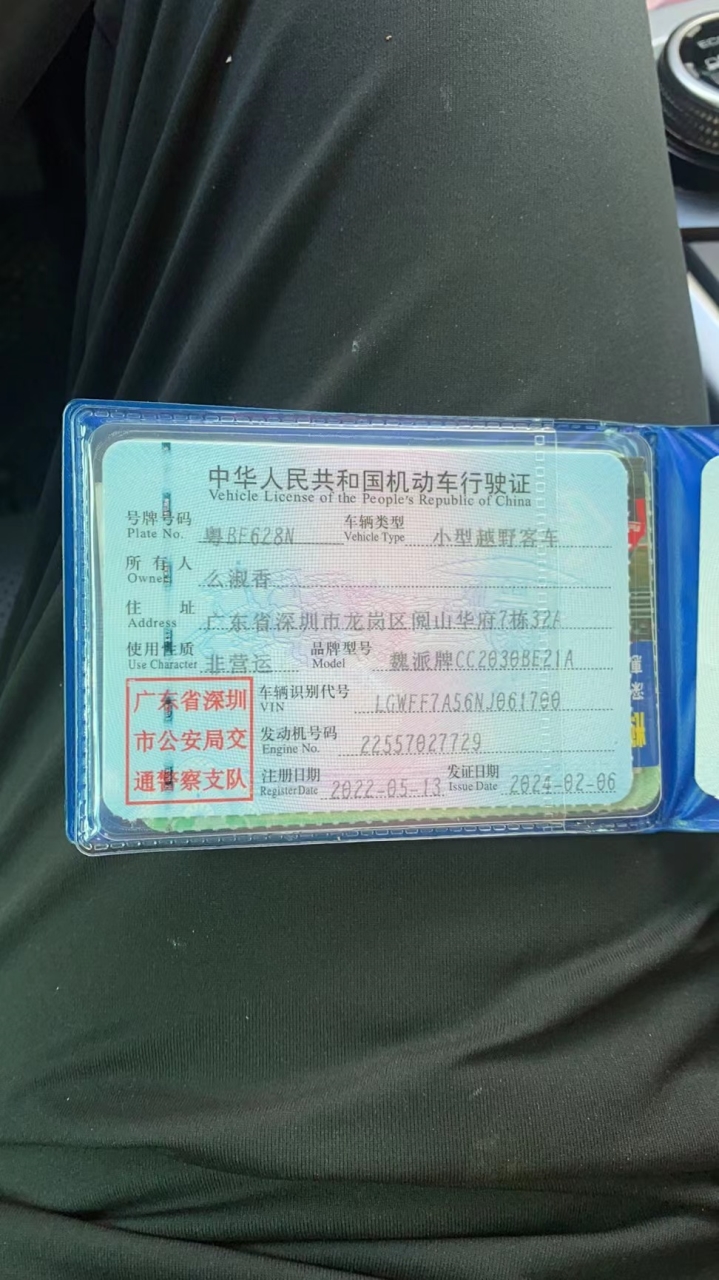 中华人民共和国机动车行驶证
Vehicle License of the People's Republic of China
号牌号码 粤BF628N 车辆类型 小型越野客车
Plate No. Vehicle Type
所有人 么淑香
Owner
住址 广东省深圳市龙岗区阅山华府7栋32A
Address
使用性质 非营运 品牌型号 魏派牌CC2030BE21A
Use Character Model
广东省深圳
市公安局交
通警察支队
车辆识别代号 LGWFF7A56NJ061700
VIN
发动机号码 22557027729
Engine No.
注册日期 2022-05-13 发证日期 2024-02-06
Register Date Issue Date